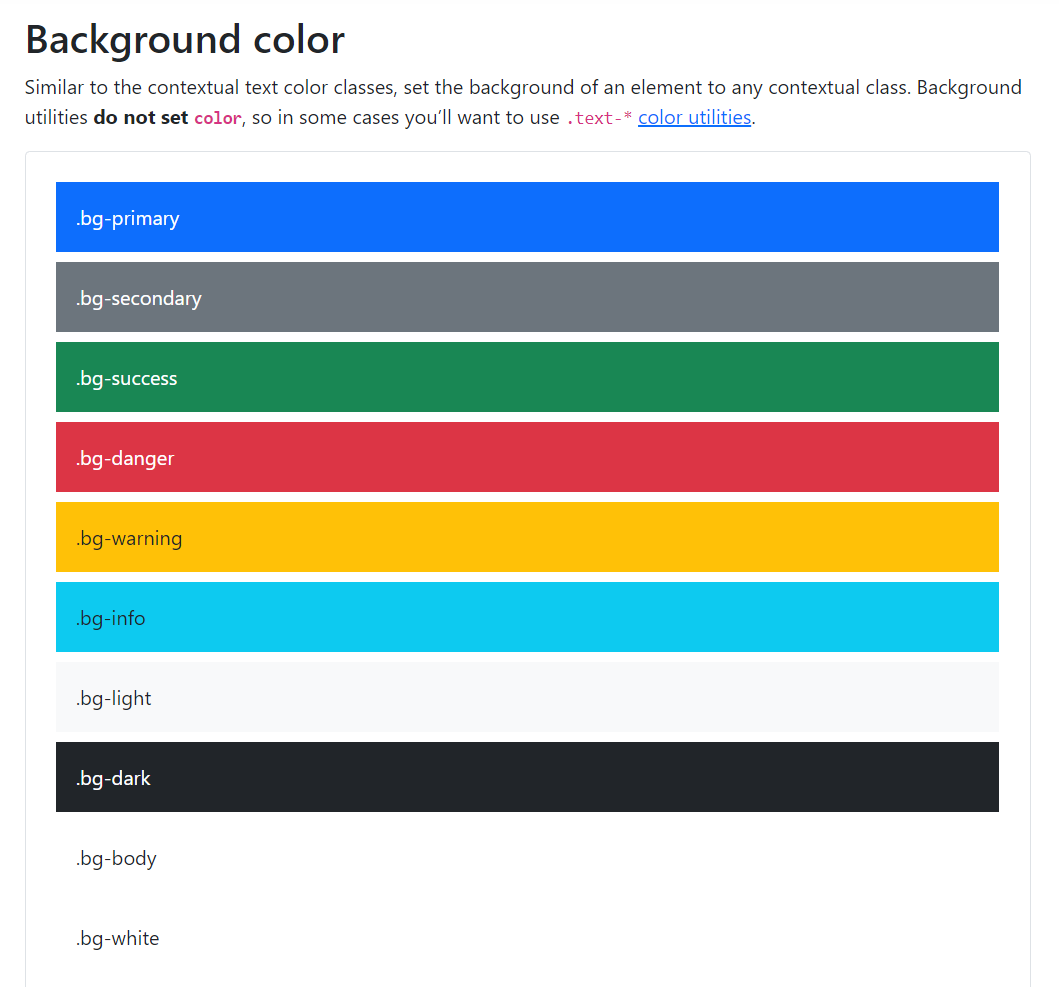 Background color
Similar to the contextual text color classes, set the background of an element to any contextual class. Background
utilities do not set color, so in some cases you’ll want to use .text-* color utilities.
.bg-primary
.bg-secondary
.bg-success
.bg-danger
.bg-warning
.bg-info
.bg-light
.bg-dark
.bg-body
.bg-white